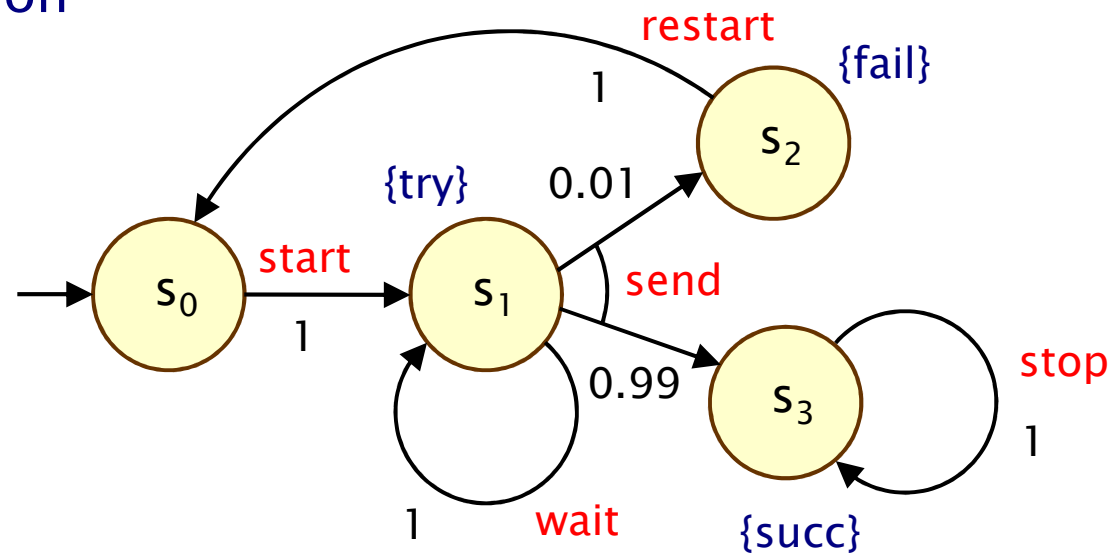 on
restart
{fail}
1
s₂
{try}
0.01
start
s₀
s₁
send
1
0.99
s₃
stop
1
1
wait
{succ}